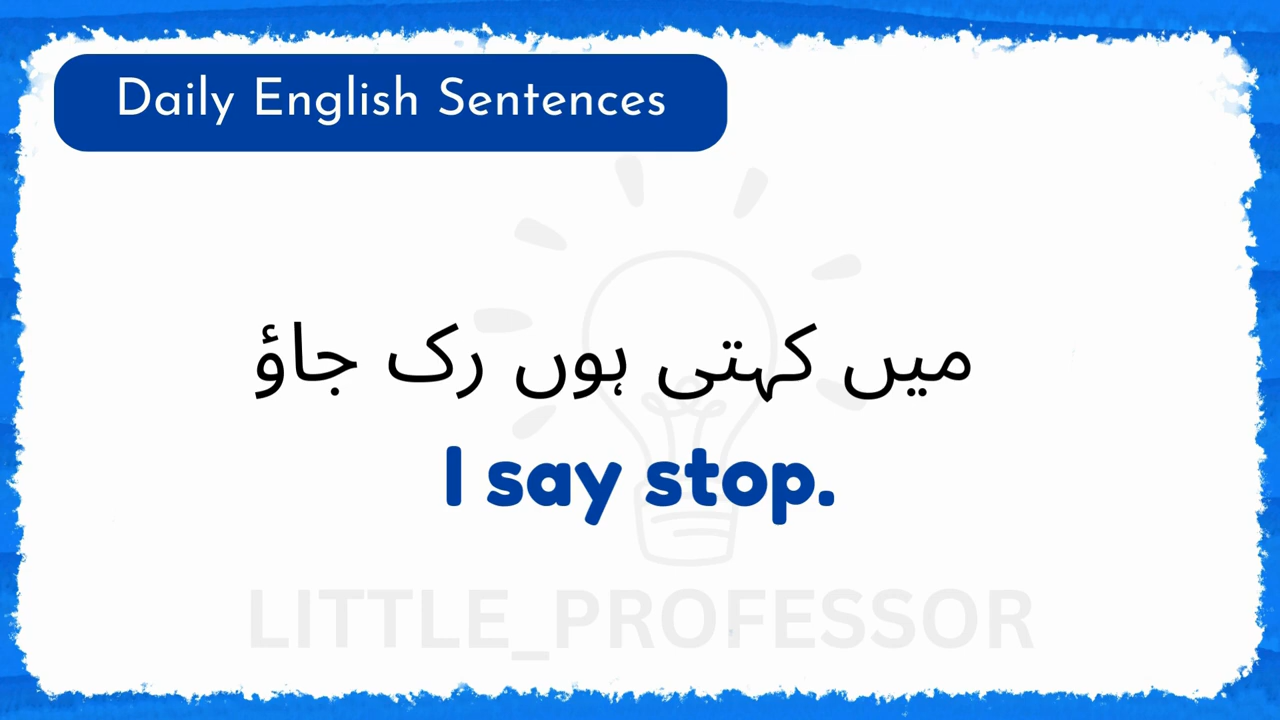 Daily English Sentences
میں کہتی ہوں رک جاؤ
I say stop.
LITTLE_PROFESSOR